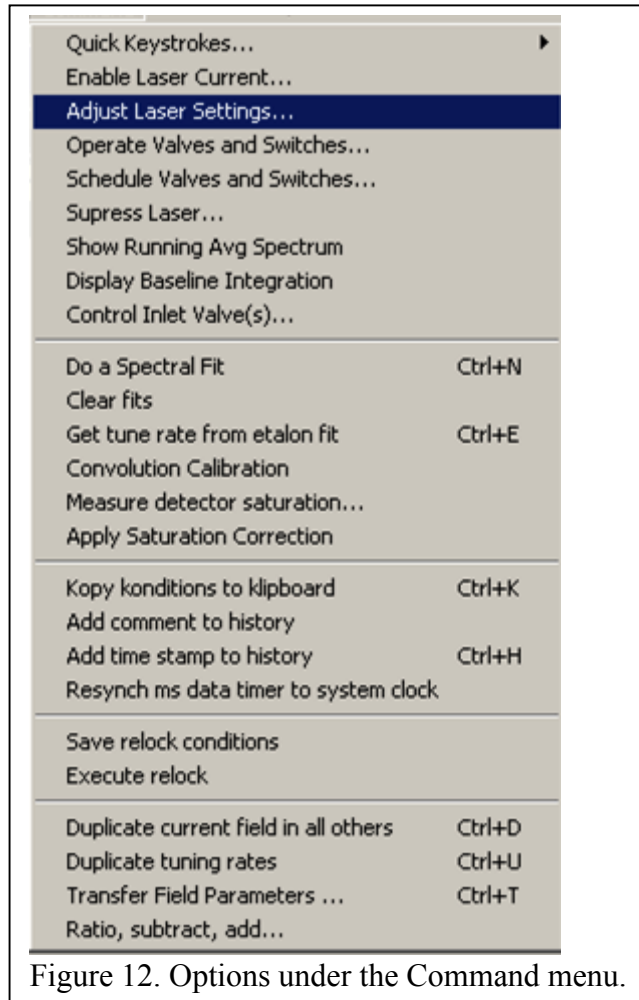 Quick Keystrokes...
Enable Laser Current...
Adjust Laser Settings...
Operate Valves and Switches...
Schedule Valves and Switches...
Supress Laser...
Show Running Avg Spectrum
Display Baseline Integration
Control Inlet Valve(s)...
Do a Spectral Fit Ctrl+N
Clear fits
Get tune rate from etalon fit Ctrl+E
Convolution Calibration
Measure detector saturation...
Apply Saturation Correction
Kopy konditions to klipboard Ctrl+K
Add comment to history
Add time stamp to history Ctrl+H
Resynch ms data timer to system clock
Save relock conditions
Execute relock
Duplicate current field in all others Ctrl+D
Duplicate tuning rates Ctrl+U
Transfer Field Parameters ... Ctrl+T
Ratio, subtract, add...
Figure 12. Options under the Command menu.